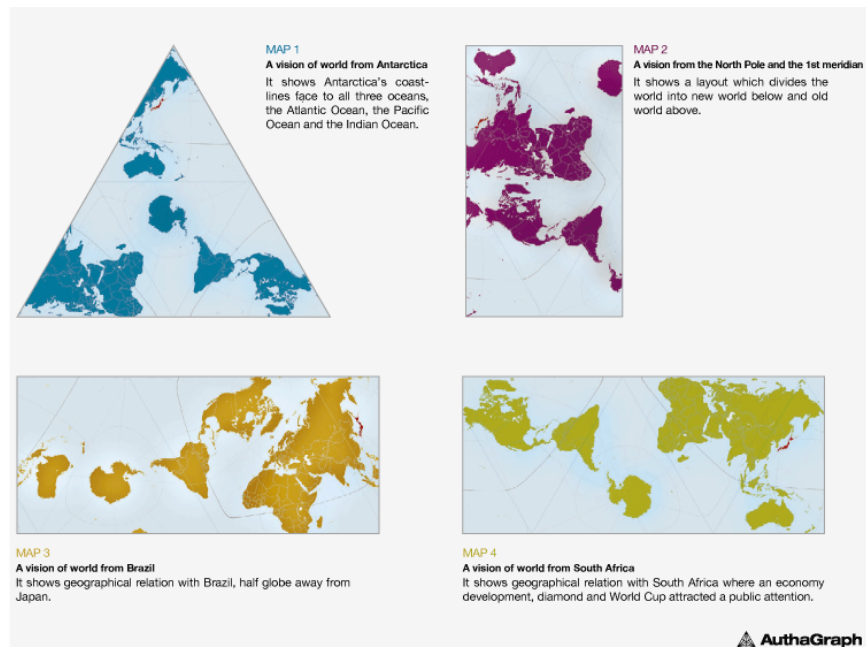 MAP 1
A vision of world from Antarctica
It shows Antarctica's coast-
lines face to all three oceans,
the Atlantic Ocean, the Pacific
Ocean and the Indian Ocean.
MAP 2
A vision from the North Pole and the 1st meridian
It shows a layout which divides the
world into new world below and old
world above.
MAP 3
A vision of world from Brazil
It shows geographical relation with Brazil, half globe away from
Japan.
MAP 4
A vision of world from South Africa
It shows geographical relation with South Africa where an economy
development, diamond and World Cup attracted a public attention.
AuthaGraph